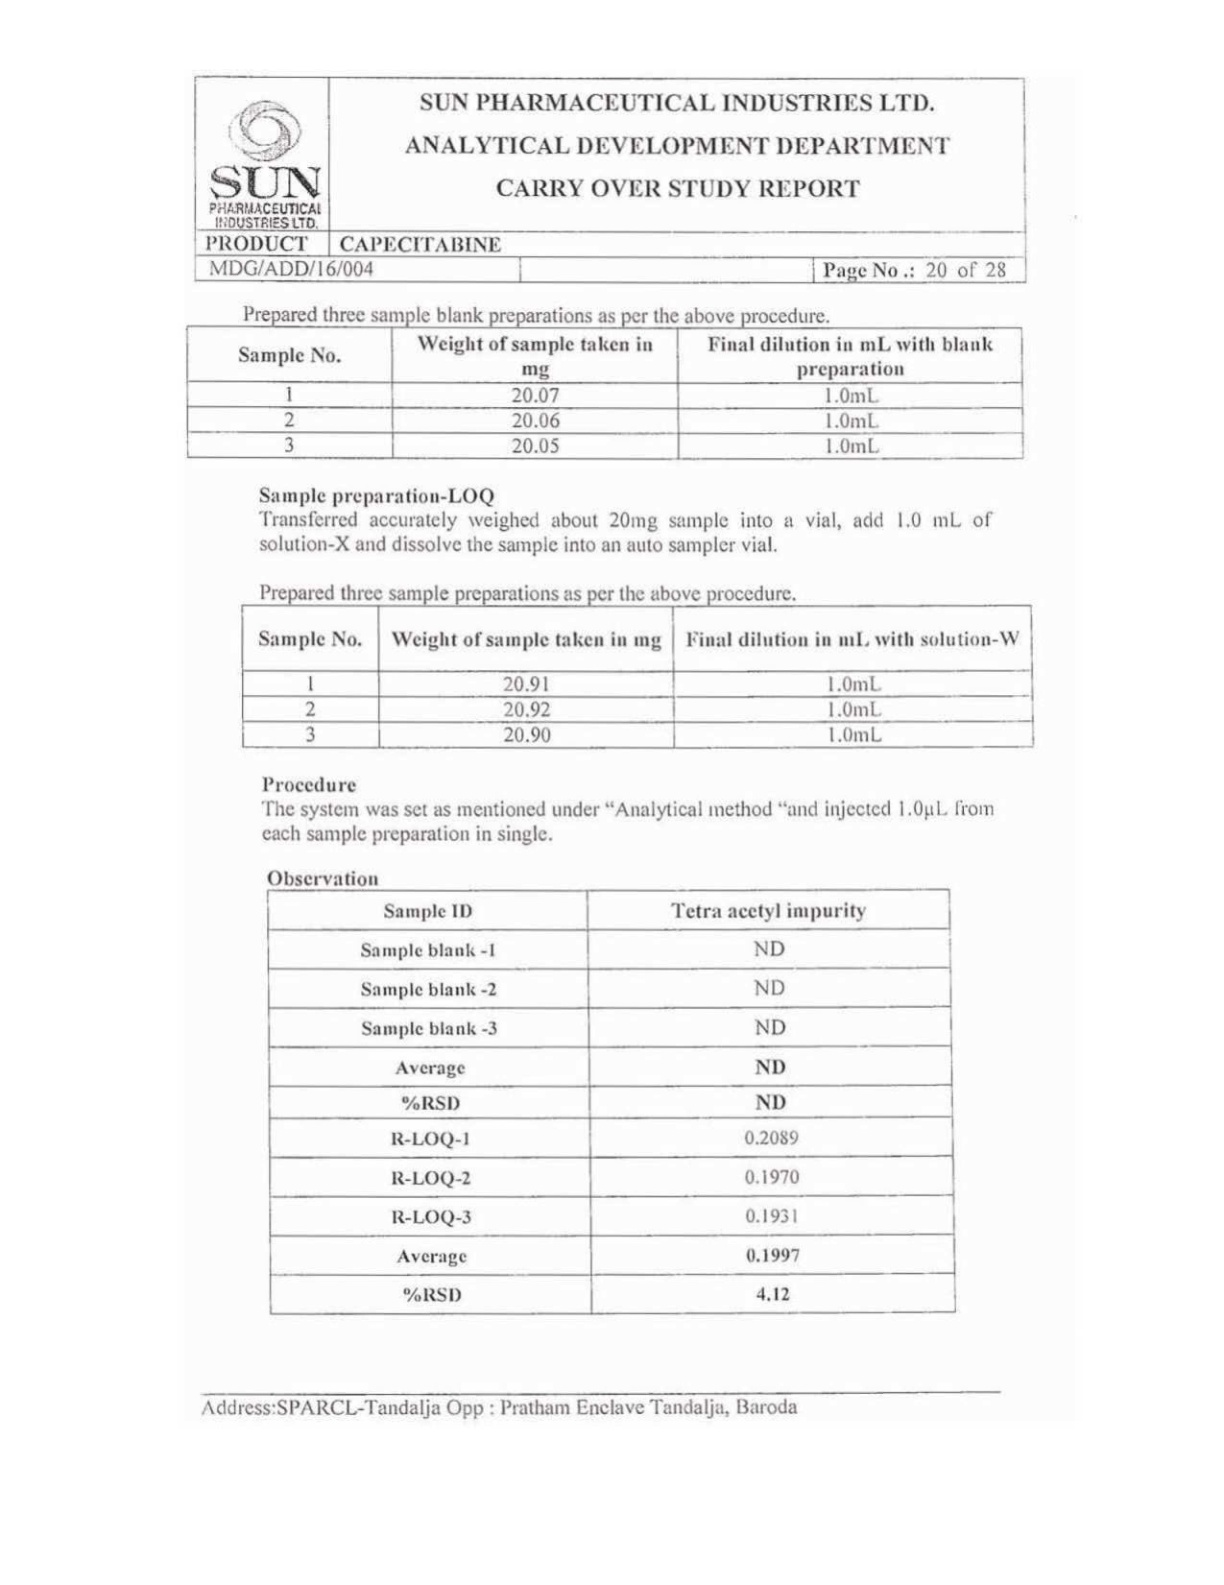 SUN
PHARMACEUTICAL
INDUSTRIES LTD.
SUN PHARMACEUTICAL INDUSTRIES LTD.
ANALYTICAL DEVELOPMENT DEPARTMENT
CARRY OVER STUDY REPORT
PRODUCT CAPECITABINE
MDG/ADD/16/004 Page No .: 20 of 28
Prepared three sample blank preparations as per the above procedure.
Sample No. Weight of sample taken in mg Final dilution in mL with blank preparation
1 20.07 1.0mL
2 20.06 1.0mL
3 20.05 1.0mL
Sample preparation-LOQ
Transferred accurately weighed about 20mg sample into a vial, add 1.0 mL of
solution-X and dissolve the sample into an auto sampler vial.
Prepared three sample preparations as per the above procedure.
Sample No. Weight of sample taken in mg Final dilution in mL with solution-W
1 20.91 1.0mL
2 20.92 1.0mL
3 20.90 1.0mL
Procedure
The system was set as mentioned under “Analytical method “and injected 1.0µL from
each sample preparation in single.
Observation
Sample ID Tetra acetyl impurity
Sample blank -1 ND
Sample blank -2 ND
Sample blank -3 ND
Average ND
%RSD ND
R-LOQ-1 0.2089
R-LOQ-2 0.1970
R-LOQ-3 0.1931
Average 0.1997
%RSD 4.12
Address:SPARCL-Tandalja Opp : Pratham Enclave Tandalja, Baroda